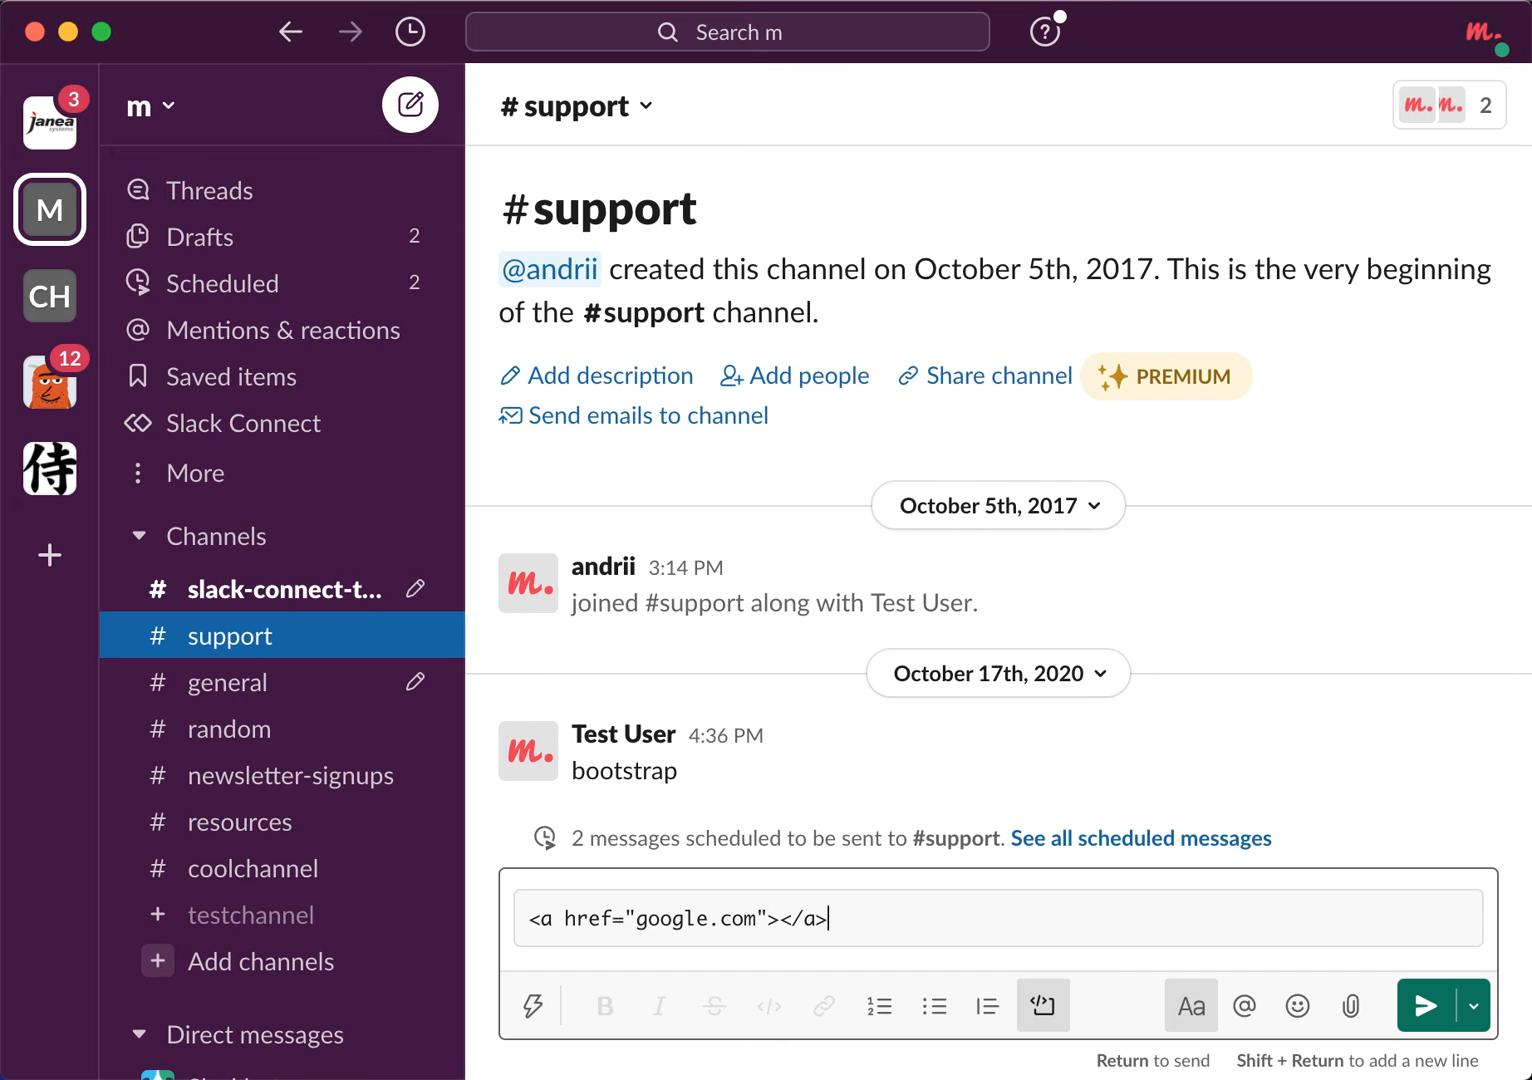 Search m
m.
3
janea
systems
M
CH
12
侍
m
Threads
Drafts 2
Scheduled 2
Mentions & reactions
Saved items
Slack Connect
More
Channels
# slack-connect-t...
# support
# general
# random
# newsletter-signups
# resources
# coolchannel
+ testchannel
+ Add channels
Direct messages
# support
m. m. 2
#support
@andrii created this channel on October 5th, 2017. This is the very beginning
of the #support channel.
Add description Add people Share channel PREMIUM
Send emails to channel
October 5th, 2017
m.
andrii 3:14 PM
joined #support along with Test User.
October 17th, 2020
m.
Test User 4:36 PM
bootstrap
2 messages scheduled to be sent to #support. See all scheduled messages
<a href="google.com"></a>
B I S </> Aa @
Return to send Shift + Return to add a new line